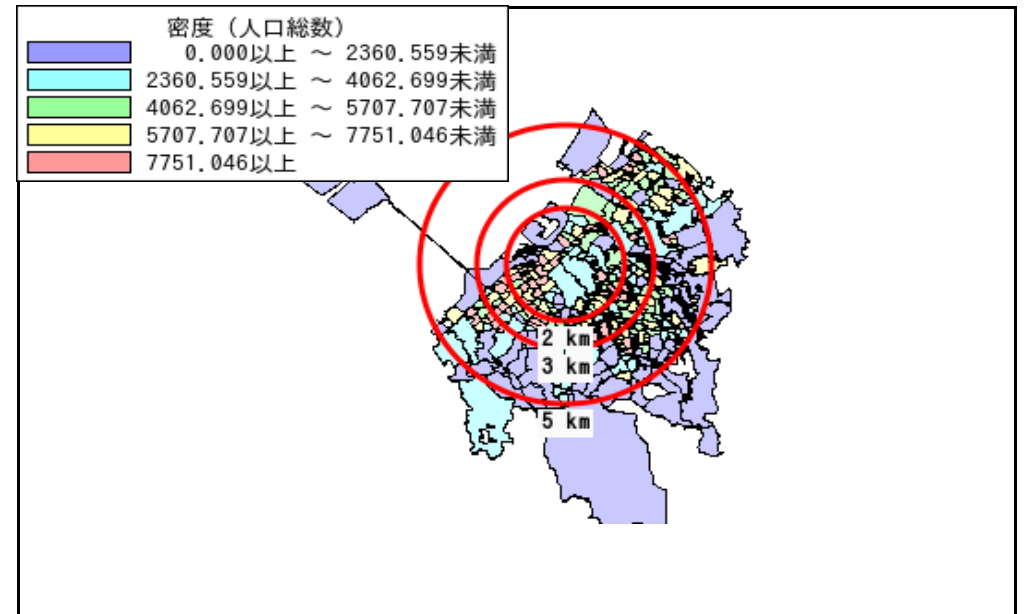 密度（人口総数）
0.000以上 ～ 2360.559未満
2360.559以上 ～ 4062.699未満
4062.699以上 ～ 5707.707未満
5707.707以上 ～ 7751.046未満
7751.046以上
2 km
3 km
5 km